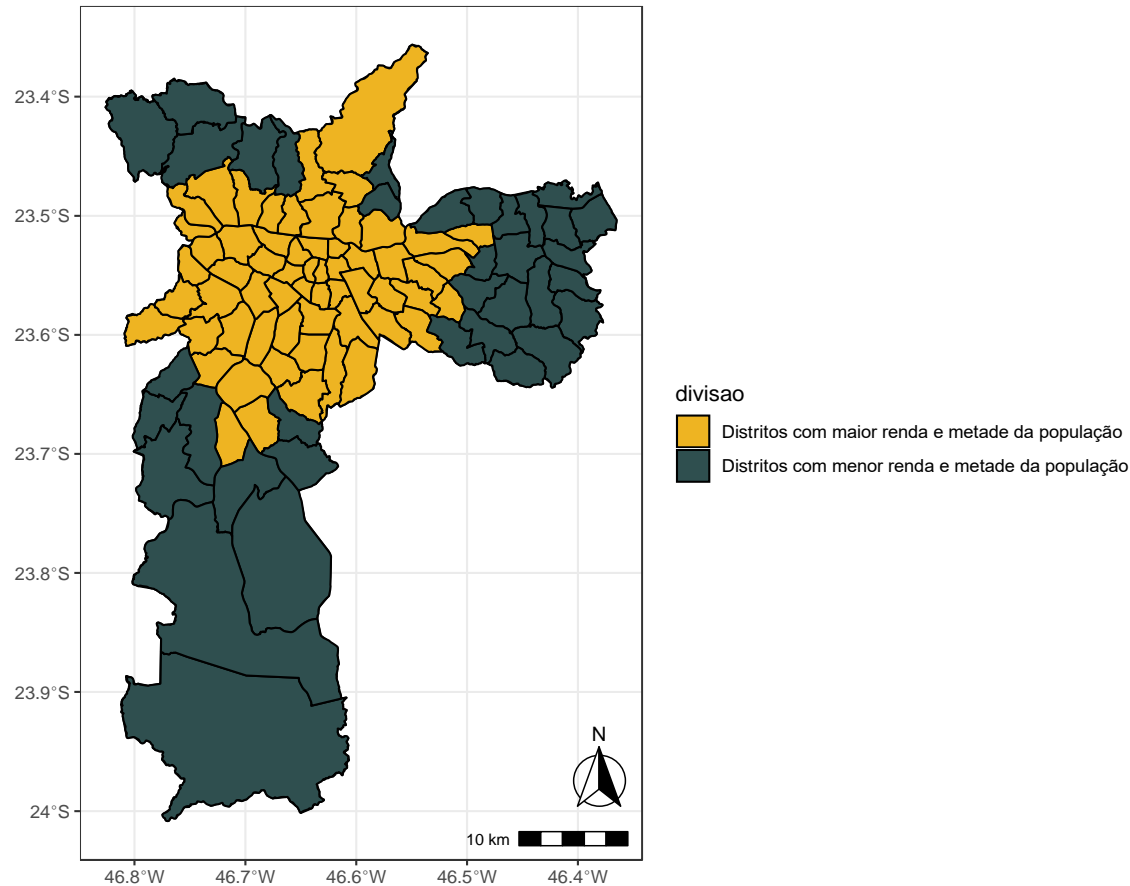 23.4°S
23.5°S
23.6°S
23.7°S
23.8°S
23.9°S
24°S
46.8°W
46.7°W
46.6°W
46.5°W
46.4°W
N
10 km
divisao
Distritos com maior renda e metade da população
Distritos com menor renda e metade da população